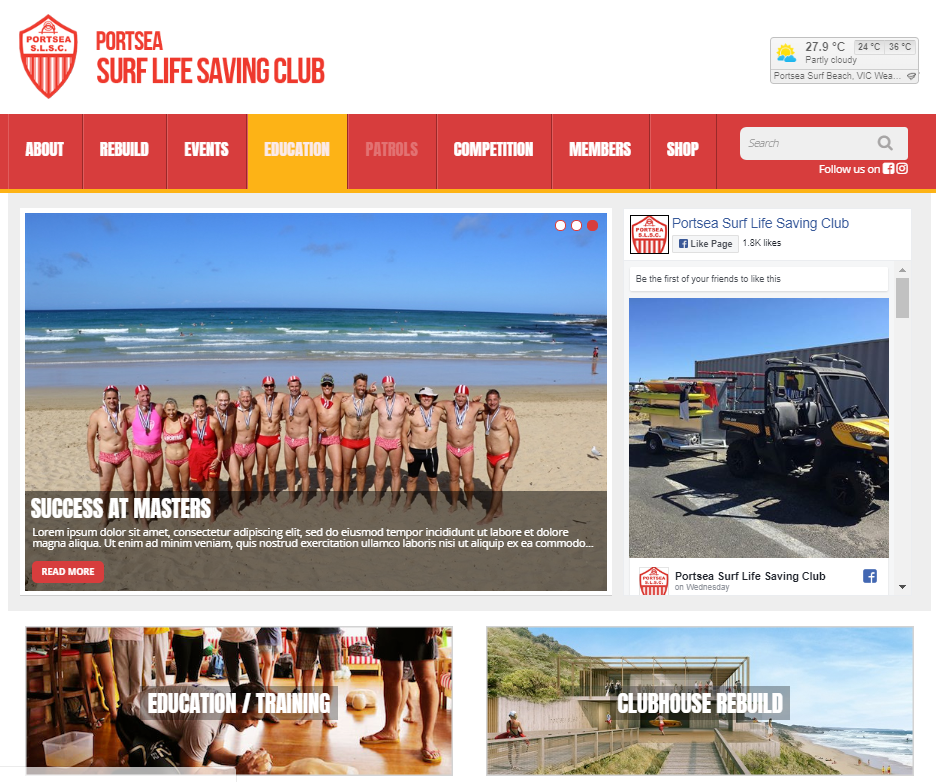 PORTSEA
S.L.S.C.
PORTSEA
SURF LIFE SAVING CLUB
27.9 °C
24 °C 36 °C
Partly cloudy
Portsea Surf Beach, VIC Wea...
ABOUT REBUILD EVENTS EDUCATION PATROLS COMPETITION MEMBERS SHOP
Search
Follow us on
PORTSEA
S.L.S.C.
Portsea Surf Life Saving Club
Like Page 1.8K likes
Be the first of your friends to like this
SUCCESS AT MASTERS
Lorem ipsum dolor sit amet, consectetur adipiscing elit, sed do eiusmod tempor incididunt ut labore et dolore
magna aliqua. Ut enim ad minim veniam, quis nostrud exercitation ullamco laboris nisi ut aliquip ex ea commodo...
READ MORE
PORTSEA
S.L.S.C.
Portsea Surf Life Saving Club
on Wednesday
EDUCATION / TRAINING
CLUBHOUSE REBUILD